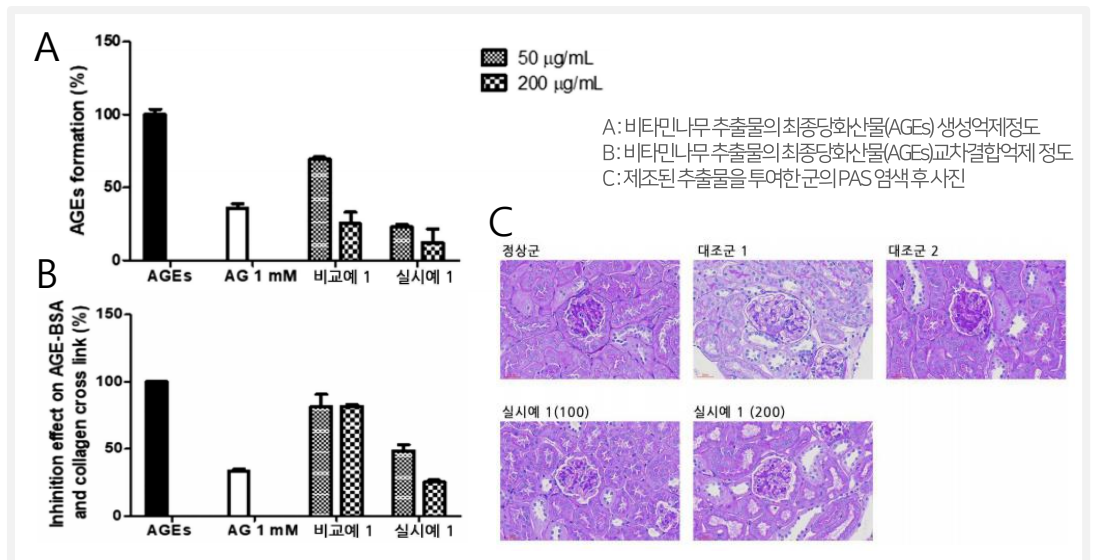 A
150
100
50
0
AGEs formation (%)
AGEs
AG 1 mM
비교예 1
실시예 1
50 µg/mL
200 µg/mL
A : 비타민나무 추출물의 최종당화산물(AGEs) 생성억제정도
B : 비타민나무 추출물의 최종당화산물(AGEs)교차결합억제 정도
C : 제조된 추출물을 투여한 군의 PAS 염색 후 사진
B
150
100
50
0
Inhinition effect on AGE-BSA
and collagen cross link (%)
AGEs
AG 1 mM
비교예 1
실시예 1
C
정상군
대조군 1
대조군 2
실시예 1(100)
실시예 1 (200)